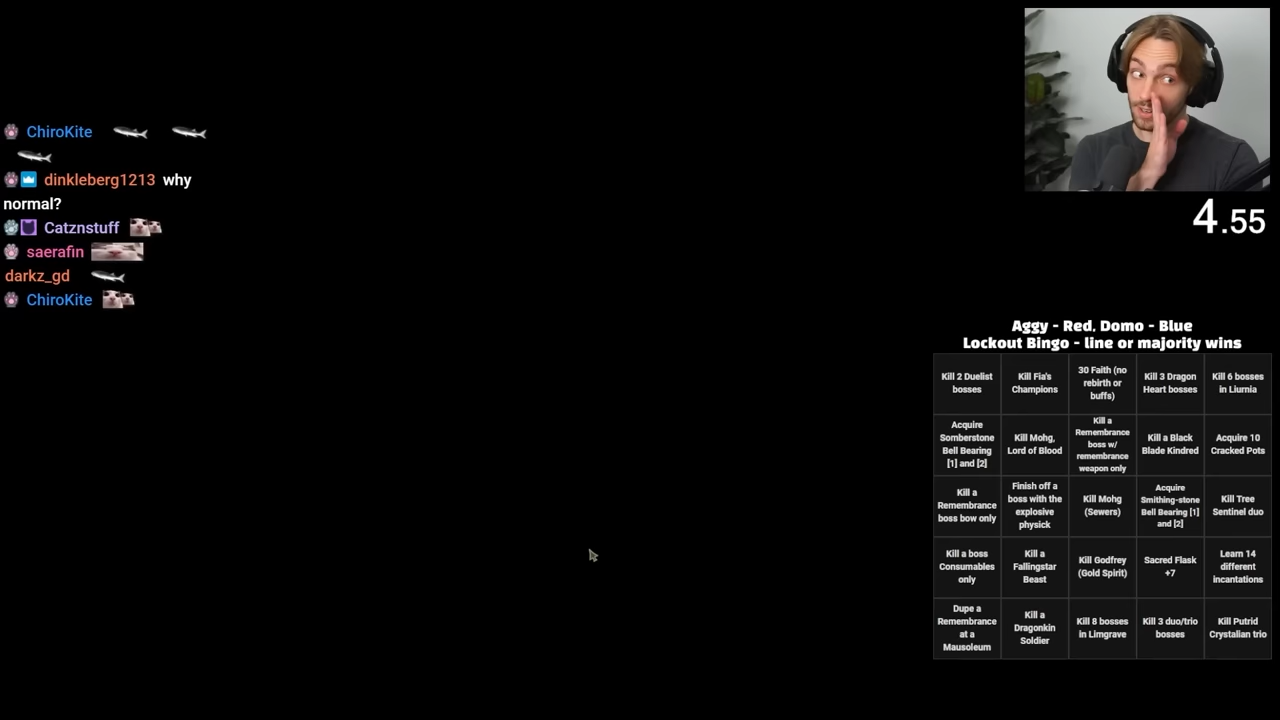 ChiroKite
dinkleberg1213 why
normal?
Catznstuff
saerafin
darkz_gd
ChiroKite
4.55
Aggy - Red, Domo - Blue
Lockout Bingo - line or majority wins
Kill 2 Duelist
bosses
Kill Fia's
Champions
30 Faith (no
rebirth or
buffs)
Kill 3 Dragon
Heart bosses
Kill 6 bosses
in Liurnia
Acquire
Somberstone
Bell Bearing
[1] and [2]
Kill Mohg,
Lord of Blood
Kill a
Remembrance
boss w/
remembrance
weapon only
Kill a Black
Blade Kindred
Acquire 10
Cracked Pots
Kill a
Remembrance
boss bow only
Finish off a
boss with the
explosive
physick
Kill Mohg
(Sewers)
Acquire
Smithing-stone
Bell Bearing [1]
and [2]
Kill Tree
Sentinel duo
Kill a boss
Consumables
only
Kill a
Fallingstar
Beast
Kill Godfrey
(Gold Spirit)
Sacred Flask
+7
Learn 14
different
incantations
Dupe a
Remembrance
at a
Mausoleum
Kill a
Dragonkin
Soldier
Kill 8 bosses
in Limgrave
Kill 3 duo/trio
bosses
Kill Putrid
Crystalian trio